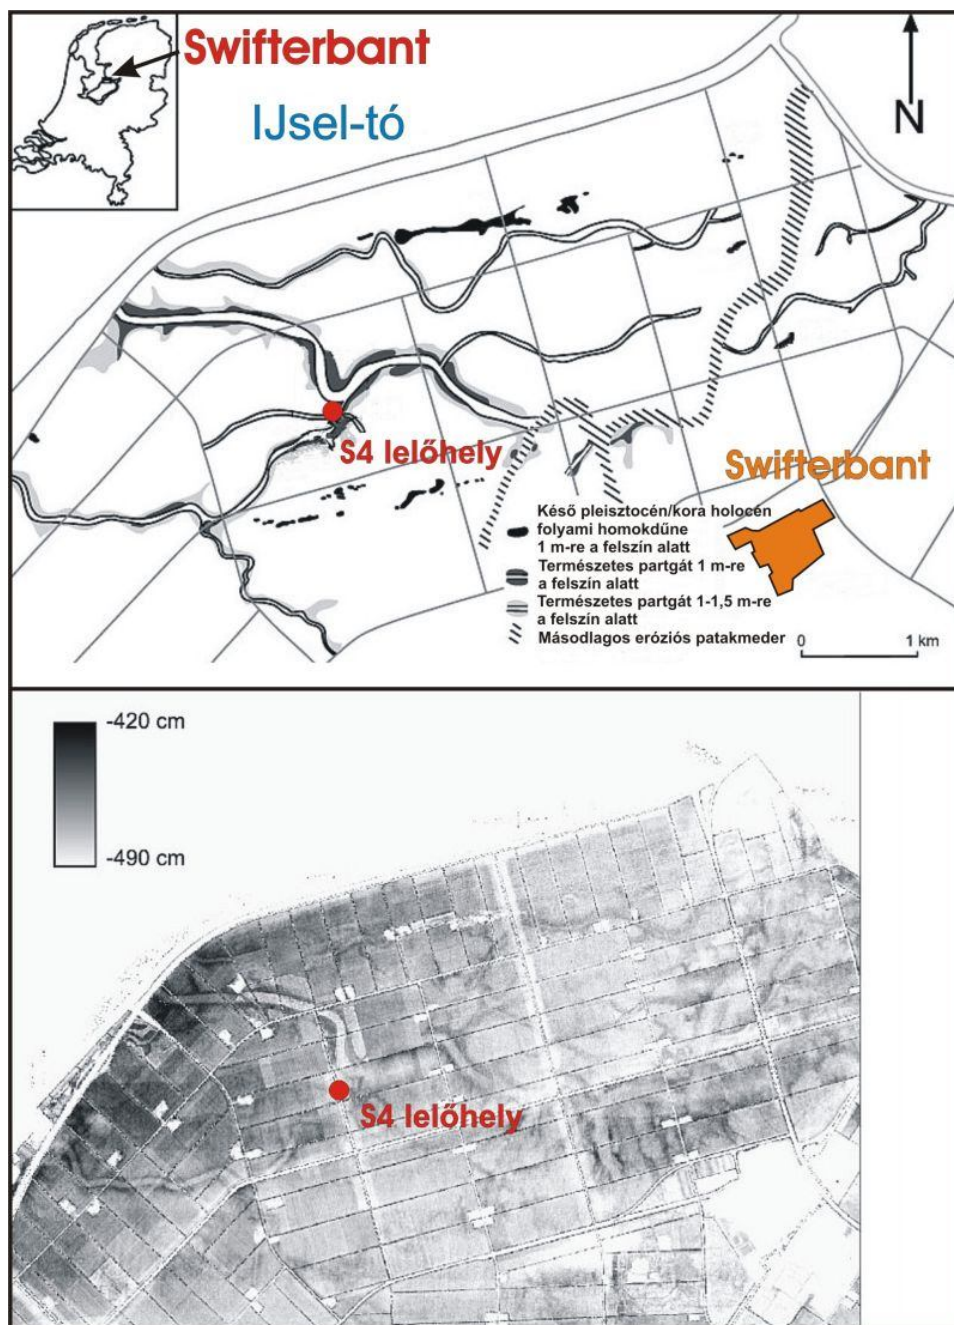 Swifterbant
IJsel-tó
N
S4 lelőhely
Swifterbant
Késő pleisztocén/kora holocén
folyami homokdűne
1 m-re a felszín alatt
Természetes partgát 1 m-re
a felszín alatt
Természetes partgát 1-1,5 m-re
a felszín alatt
Másodlagos eróziós patakmeder
0 1 km
-420 cm
-490 cm
S4 lelőhely